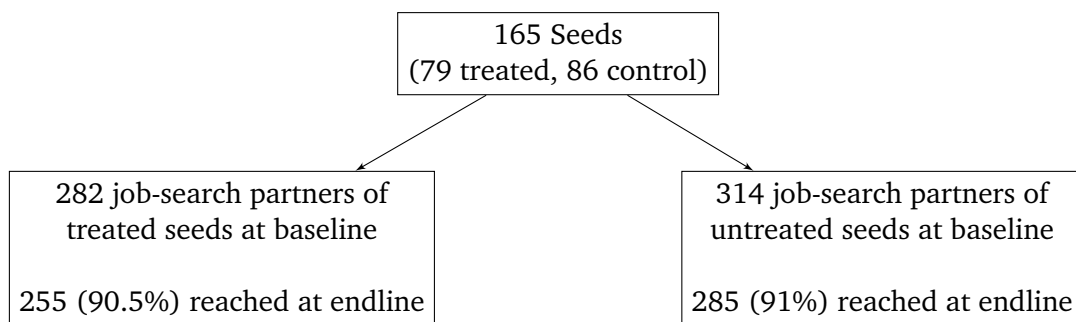 165 Seeds
(79 treated, 86 control)
282 job-search partners of
treated seeds at baseline
255 (90.5%) reached at endline
314 job-search partners of
untreated seeds at baseline
285 (91%) reached at endline